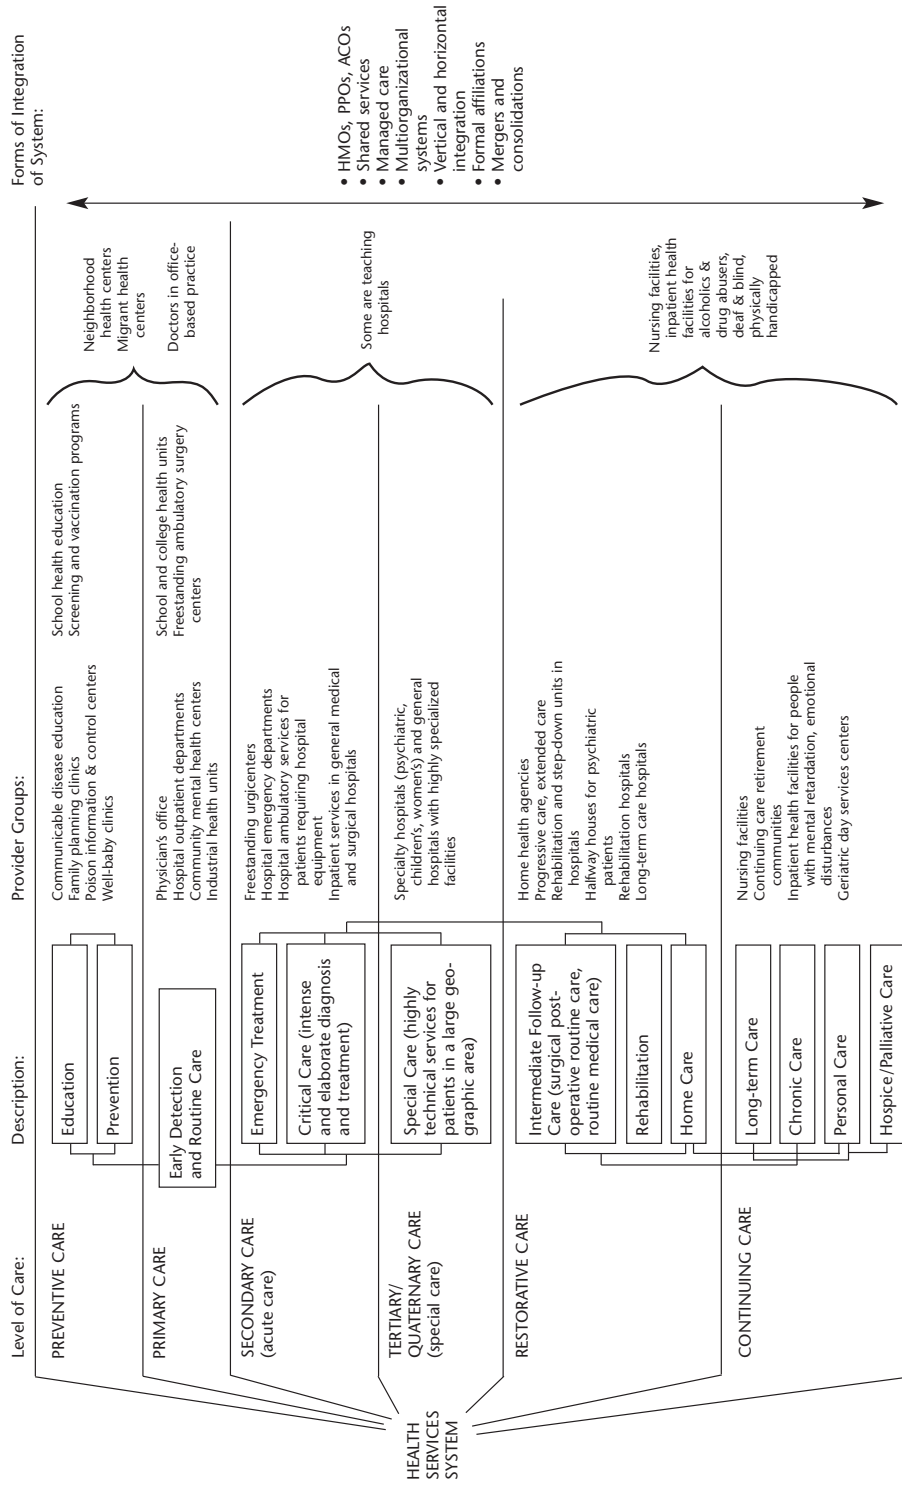 Level of Care:
Description:
Provider Groups:
Forms of Integration
of System:
HEALTH
SERVICES
SYSTEM
PREVENTIVE CARE
Education
Prevention
Communicable disease education
Family planning clinics
Poison information & control centers
Well-baby clinics
School health education
Screening and vaccination programs
Neighborhood
health centers
Migrant health
centers
Doctors in office-
based practice
PRIMARY CARE
Early Detection
and Routine Care
Physician's office
Hospital outpatient departments
Community mental health centers
Industrial health units
School and college health units
Freestanding ambulatory surgery
centers
SECONDARY CARE
(acute care)
Emergency Treatment
Critical Care (intense
and elaborate diagnosis
and treatment)
Freestanding urgicenters
Hospital emergency departments
Hospital ambulatory services for
patients requiring hospital
equipment
Inpatient services in general medical
and surgical hospitals
Some are teaching
hospitals
TERTIARY/
QUATERNARY CARE
(special care)
Special Care (highly
technical services for
patients in a large geo-
graphic area)
Specialty hospitals (psychiatric,
children's, women's) and general
hospitals with highly specialized
facilities
RESTORATIVE CARE
Intermediate Follow-up
Care (surgical post-
operative routine care,
routine medical care)
Rehabilitation
Home Care
Home health agencies
Progressive care, extended care
Rehabilitation and step-down units in
hospitals
Halfway houses for psychiatric
patients
Rehabilitation hospitals
Long-term care hospitals
Nursing facilities,
inpatient health
facilities for
alcoholics &
drug abusers,
deaf & blind,
physically
handicapped
CONTINUING CARE
Long-term Care
Chronic Care
Personal Care
Hospice/Palliative Care
Nursing facilities
Continuing care retirement
communities
Inpatient health facilities for people
with mental retardation, emotional
disturbances
Geriatric day services centers
• HMOs, PPOs, ACOs
• Shared services
• Managed care
• Multiorganizational
systems
• Vertical and horizontal
integration
• Formal affiliations
• Mergers and
consolidations